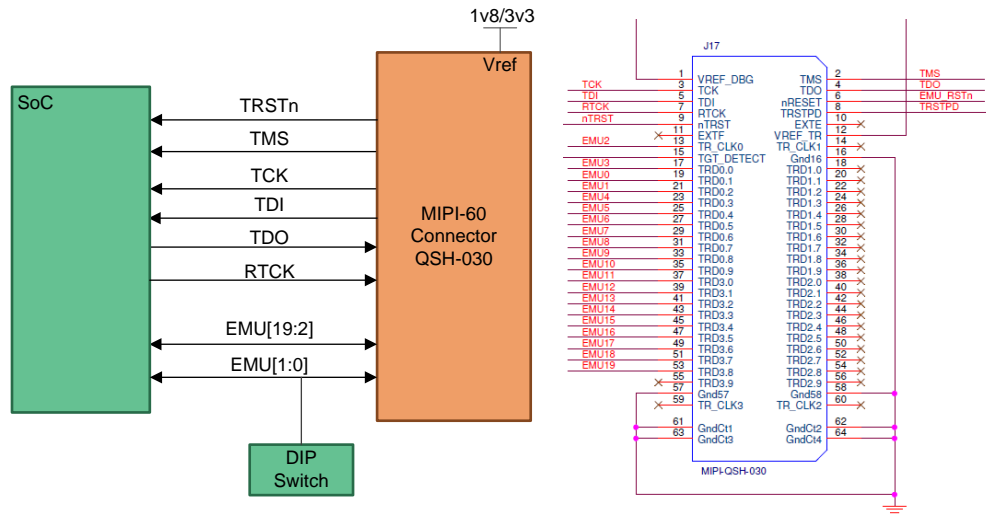 1v8/3v3
Vref
SoC
TRSTn
TMS
TCK
TDI
TDO
RTCK
EMU[19:2]
EMU[1:0]
MIPI-60
Connector
QSH-030
DIP
Switch
J17
1 VREF_DBG TMS 2 TMS
TCK 3 TCK TDO 4 TDO
TDI 5 TDI nRESET 6 EMU_RSTn
RTCK 7 RTCK TRSTPD 8 TRSTPD
nTRST 9 nTRST EXTE 10
11 EXTF VREF_TR 12
EMU2 13 TR_CLK0 TR_CLK1 14
15 TGT_DETECT Gnd16 16
EMU3 17 TRD0.0 TRD1.0 18
EMU0 19 TRD0.1 TRD1.1 20
EMU1 21 TRD0.2 TRD1.2 22
EMU4 23 TRD0.3 TRD1.3 24
EMU5 25 TRD0.4 TRD1.4 26
EMU6 27 TRD0.5 TRD1.5 28
EMU7 29 TRD0.6 TRD1.6 30
EMU8 31 TRD0.7 TRD1.7 32
EMU9 33 TRD0.8 TRD1.8 34
EMU10 35 TRD0.9 TRD1.9 36
EMU11 37 TRD3.0 TRD2.0 38
EMU12 39 TRD3.1 TRD2.1 40
EMU13 41 TRD3.2 TRD2.2 42
EMU14 43 TRD3.3 TRD2.3 44
EMU15 45 TRD3.4 TRD2.4 46
EMU16 47 TRD3.5 TRD2.5 48
EMU17 49 TRD3.6 TRD2.6 50
EMU18 51 TRD3.7 TRD2.7 52
EMU19 53 TRD3.8 TRD2.8 54
55 TRD3.9 TRD2.9 56
57 Gnd57 Gnd58 58
59 TR_CLK3 TR_CLK2 60
61 GndCt1 GndCt2 62
63 GndCt3 GndCt4 64
MIPI-QSH-030